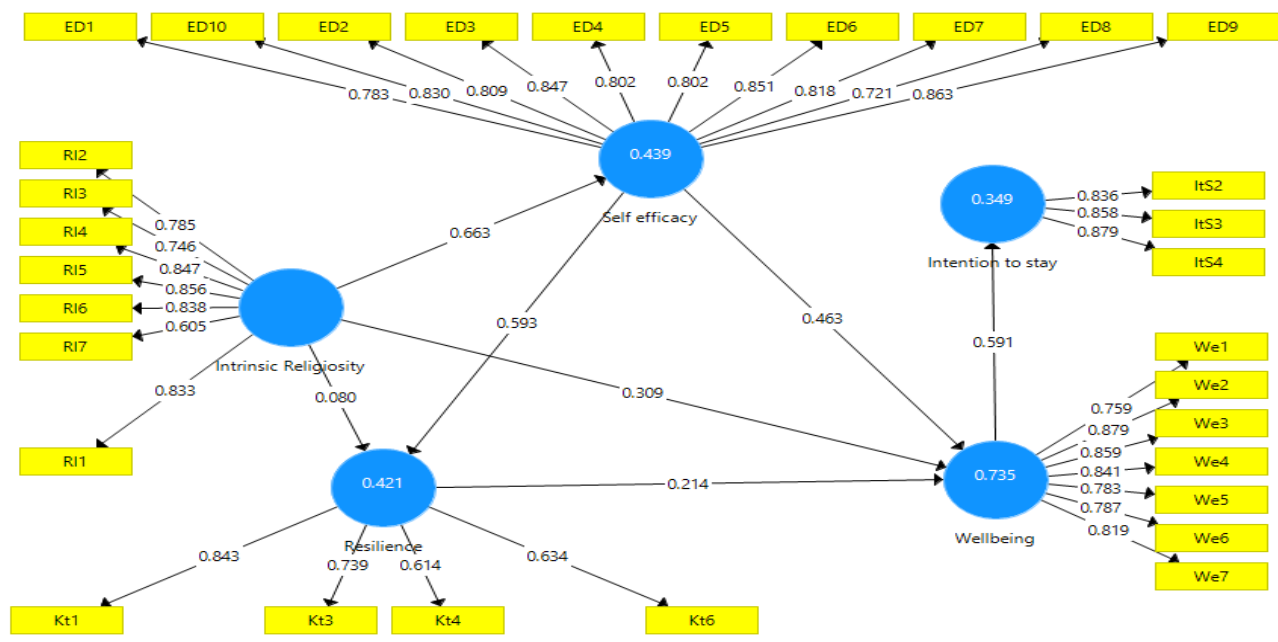 ED1 ED10 ED2 ED3 ED4 ED5 ED6 ED7 ED8 ED9
0.783 0.830 0.809 0.847 0.802 0.802 0.851 0.818 0.721 0.863
0.439
Self efficacy
RI2
RI3
RI4
RI5
RI6
RI7
RI1
0.785
0.746
0.847
0.856
0.838
0.605
0.833
Intrinsic Religiosity
0.663
0.593
0.080
0.309
0.463
0.349
Intention to stay
0.836
0.858
0.879
ItS2
ItS3
ItS4
0.591
0.421
Resilience
0.214
0.843
0.739
0.614
0.634
Kt1 Kt3 Kt4 Kt6
0.735
Wellbeing
0.759
0.879
0.859
0.841
0.783
0.787
0.819
We1
We2
We3
We4
We5
We6
We7